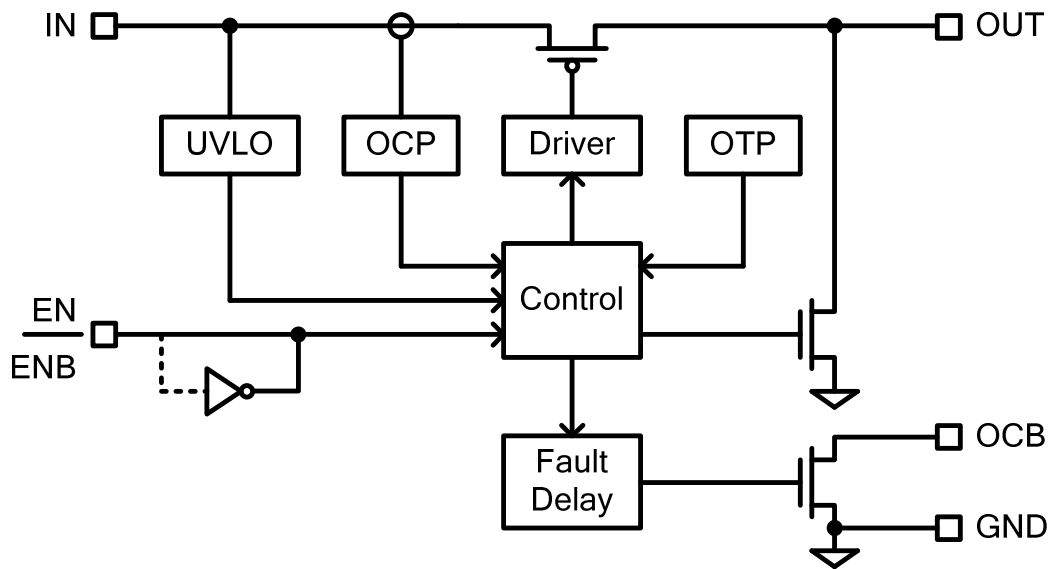 IN
OUT
UVLO
OCP
Driver
OTP
Control
EN
ENB
Fault
Delay
OCB
GND